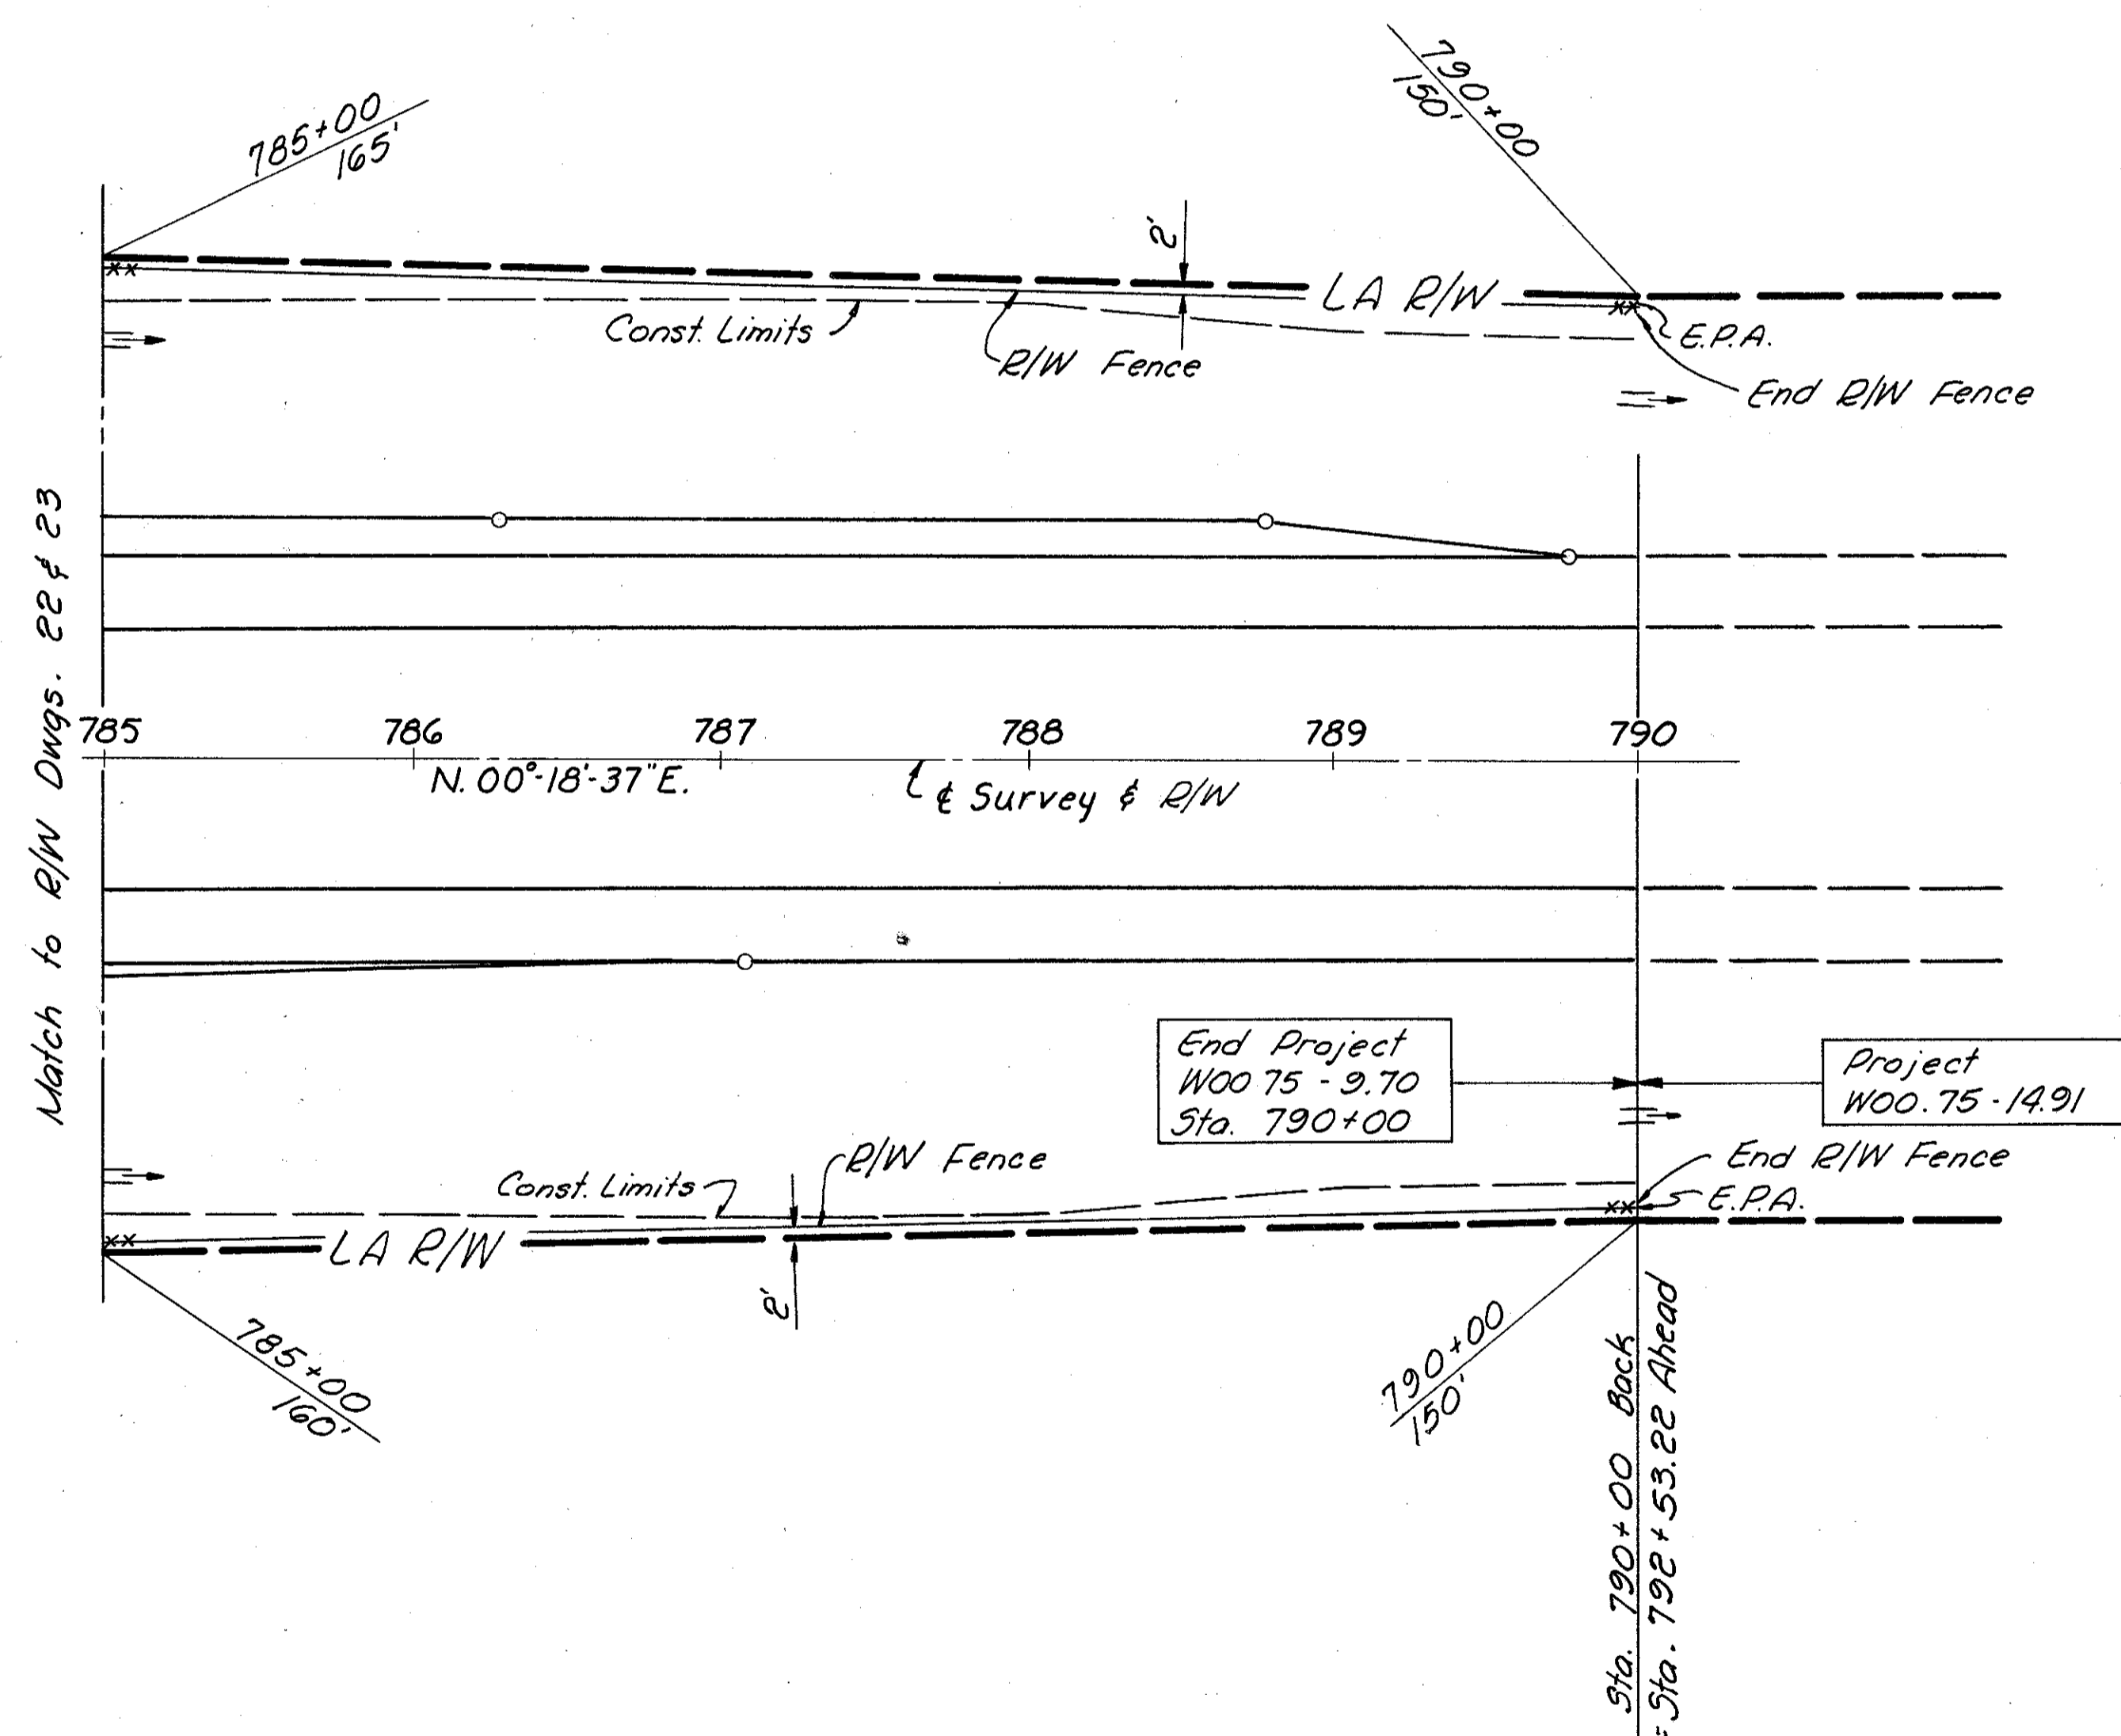 785+00
165'
790+00
150'
2'
LA R/W
Const. Limits
R/W Fence
E.P.A.
End R/W Fence
Match to R/W Dwgs. 22 & 23
785 786 787 788 789 790
N. 00°-18'-37" E.
℄ Survey & R/W
End Project
WOO 75 - 9.70
Sta. 790+00
Project
WOO. 75 - 14.91
R/W Fence
Const. Limits
End R/W Fence
E.P.A.
LA R/W
2'
785+00
160'
790+00
150'
Sta. 790+00 Back
=Sta. 792+53.22 Ahead